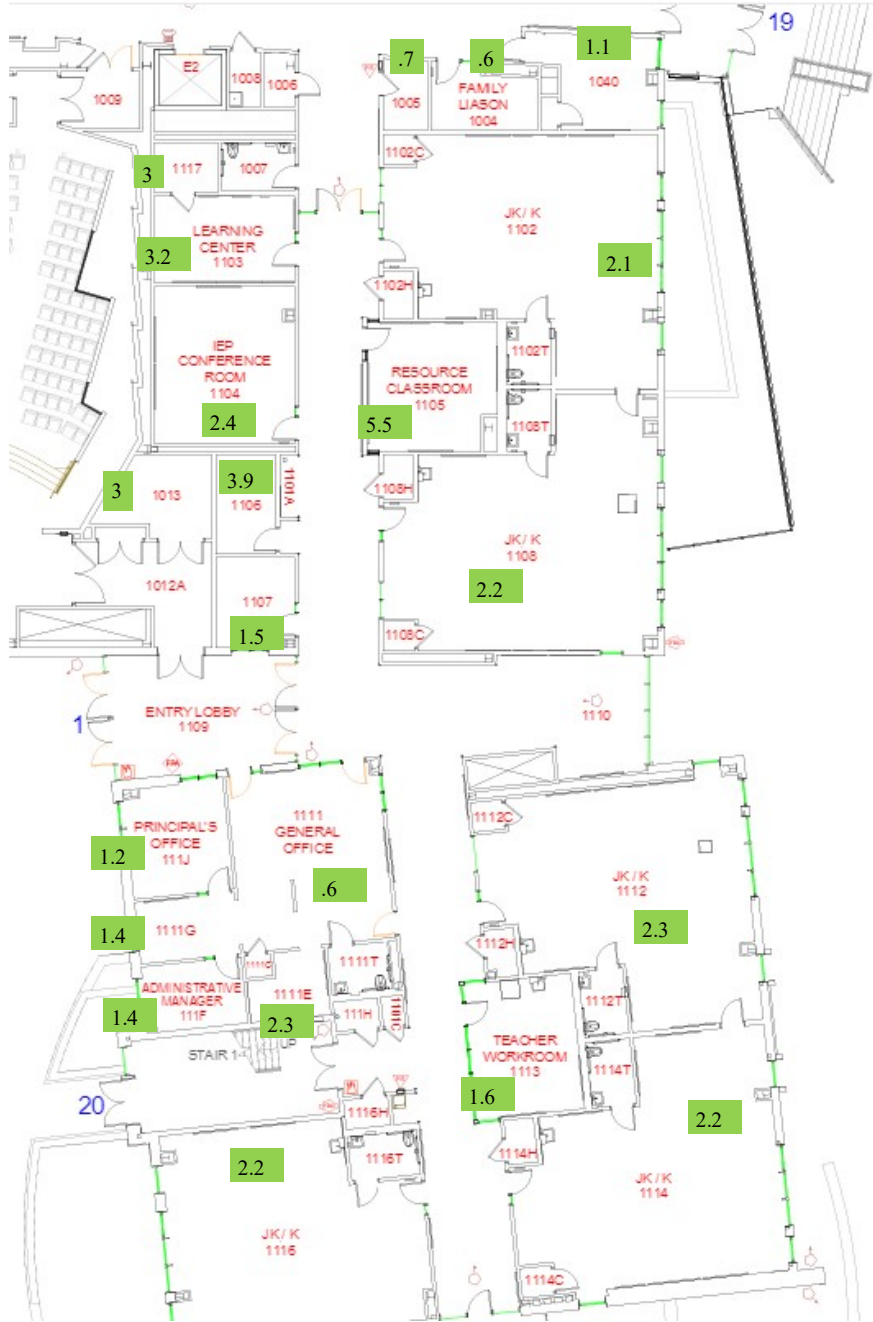 19
.7
.6
1.1
E2
1008
1006
1009
1005
FAMILY
LIASON
1004
1040
1102C
3
1117
1007
JK / K
1102
LEARNING
CENTER
1103
3.2
2.1
1102H
IEP
CONFERENCE
ROOM
1104
2.4
RESOURCE
CLASSROOM
1105
1102T
5.5
1108T
3
1013
3.9
1106
1101A
1108H
JK / K
1108
1012A
1107
2.2
1.5
1108C
ENTRY LOBBY
1109
1
1110
PRINCIPAL'S
OFFICE
111J
1111
GENERAL
OFFICE
1112C
1.2
.6
JK / K
1112
1.4
1111G
2.3
1112H
1111C
1111T
ADMINISTRATIVE
MANAGER
111F
1111E
1.4
2.3
111H
1101C
1112T
STAIR 1
UP
TEACHER
WORKROOM
1113
1114T
20
1.6
1116H
2.2
1116T
1114H
2.2
JK / K
1114
JK / K
1116
1114C